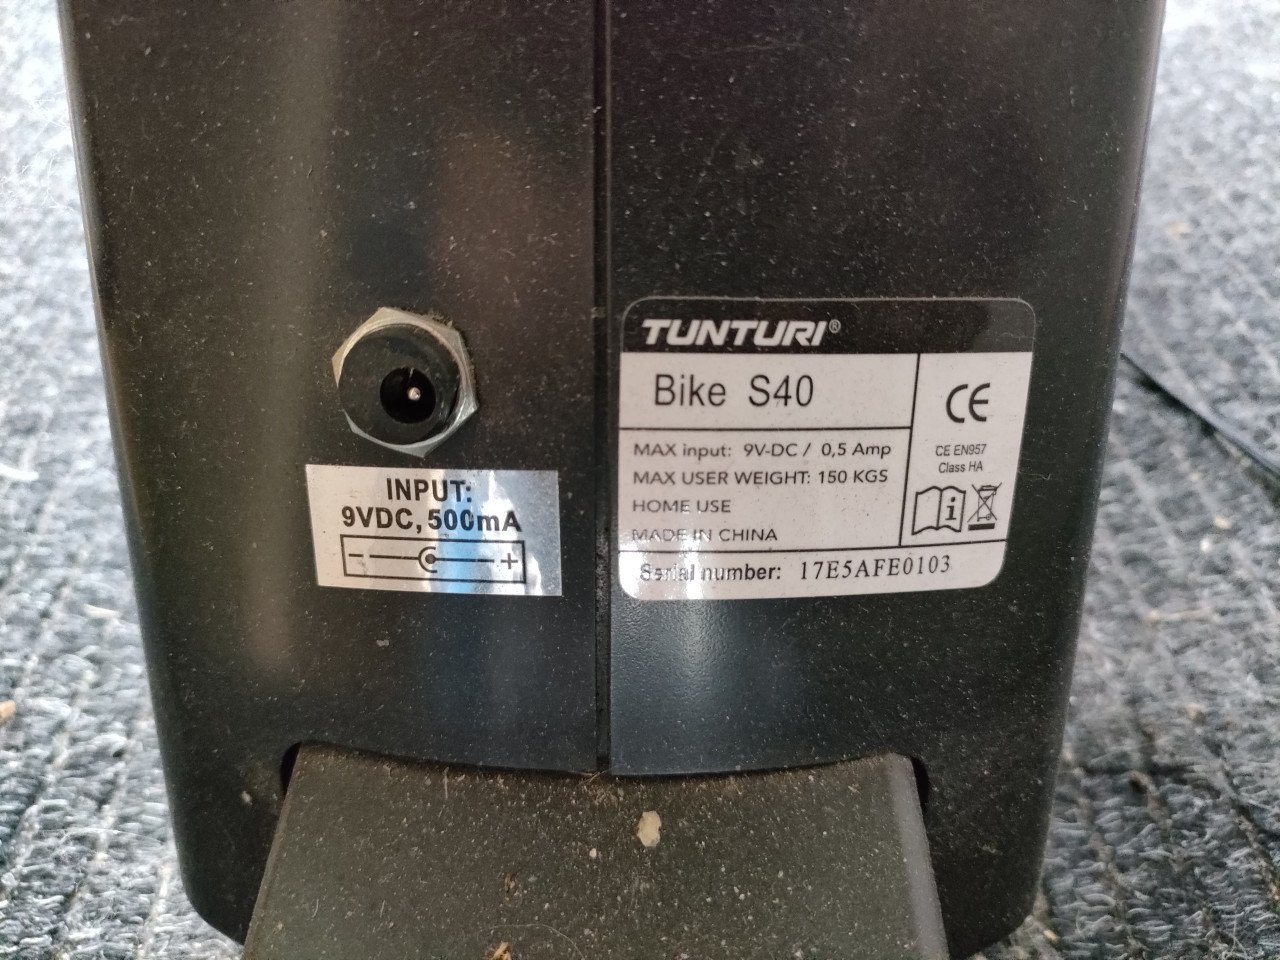 INPUT:
9VDC, 500mA
- +
TUNTURI®
Bike S40
MAX input: 9V-DC / 0,5 Amp
MAX USER WEIGHT: 150 KGS
HOME USE
MADE IN CHINA
Serial number: 17E5AFE0103
CE
CE EN957
Class HA
i